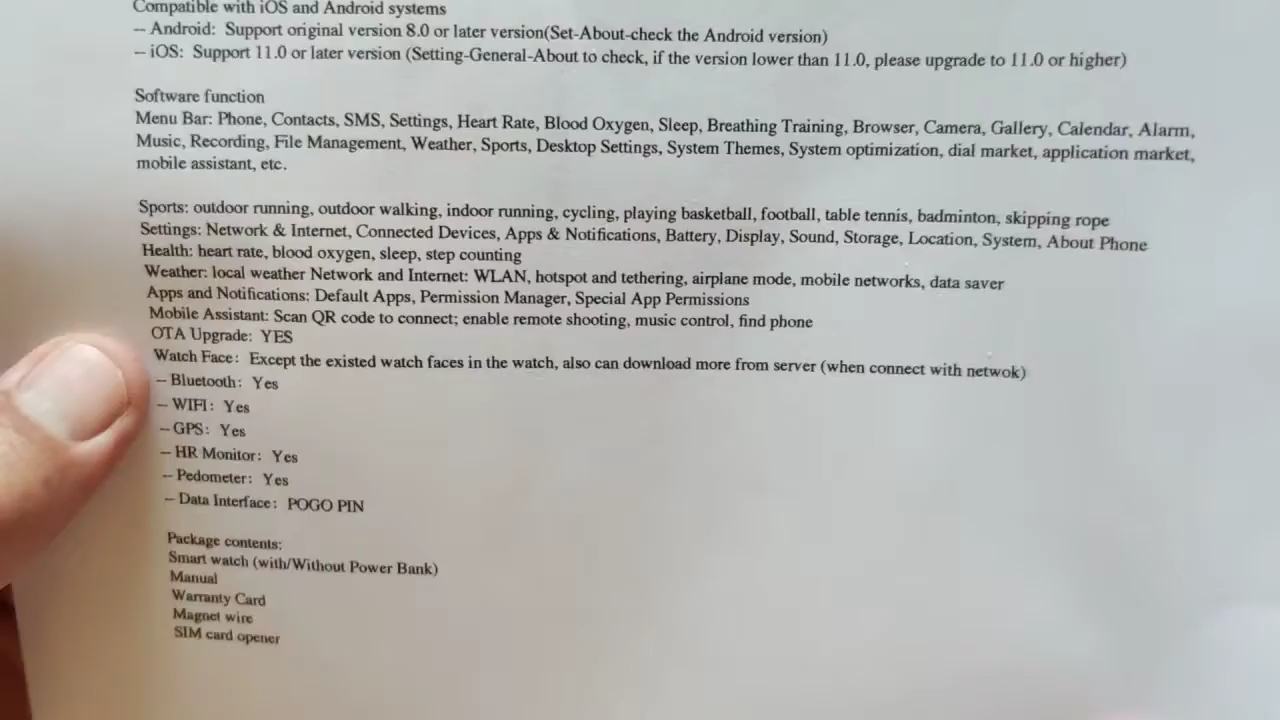 Compatible with iOS and Android systems
– Android: Support original version 8.0 or later version(Set-About-check the Android version)
– iOS: Support 11.0 or later version (Setting-General-About to check, if the version lower than 11.0, please upgrade to 11.0 or higher)
Software function
Menu Bar: Phone, Contacts, SMS, Settings, Heart Rate, Blood Oxygen, Sleep, Breathing Training, Browser, Camera, Gallery, Calendar, Alarm,
Music, Recording, File Management, Weather, Sports, Desktop Settings, System Themes, System optimization, dial market, application market,
mobile assistant, etc.
Sports: outdoor running, outdoor walking, indoor running, cycling, playing basketball, football, table tennis, badminton, skipping rope
Settings: Network & Internet, Connected Devices, Apps & Notifications, Battery, Display, Sound, Storage, Location, System, About Phone
Health: heart rate, blood oxygen, sleep, step counting
Weather: local weather Network and Internet: WLAN, hotspot and tethering, airplane mode, mobile networks, data saver
Apps and Notifications: Default Apps, Permission Manager, Special App Permissions
Mobile Assistant: Scan QR code to connect; enable remote shooting, music control, find phone
OTA Upgrade: YES
Watch Face: Except the existed watch faces in the watch, also can download more from server (when connect with netwok)
– Bluetooth: Yes
– WIFI: Yes
– GPS: Yes
– HR Monitor: Yes
– Pedometer: Yes
– Data Interface: POGO PIN
Package contents:
Smart watch (with/Without Power Bank)
Manual
Warranty Card
Magnet wire
SIM card opener